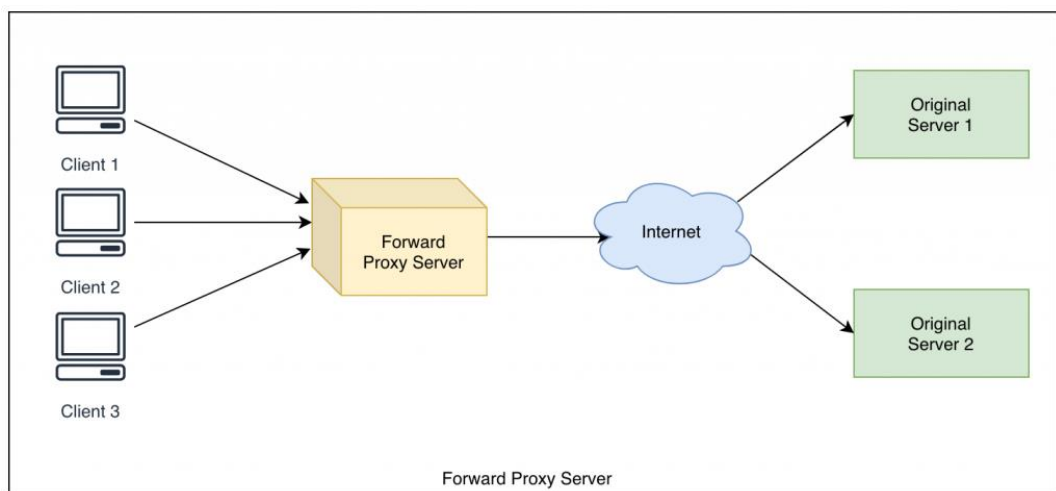 Client 1
Client 2
Client 3
Forward
Proxy Server
Internet
Original
Server 1
Original
Server 2
Forward Proxy Server